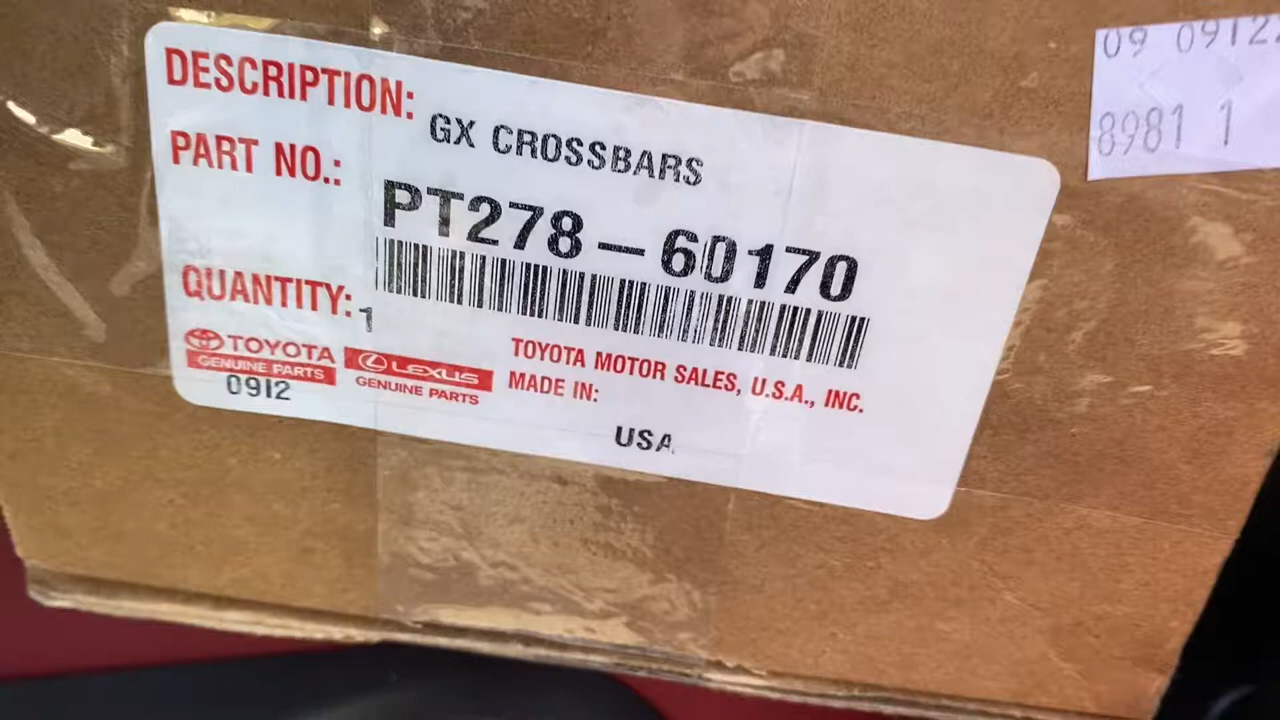 DESCRIPTION: GX CROSSBARS
PART NO.: PT278-60170
QUANTITY: 1
TOYOTA
GENUINE PARTS
0912
LEXUS
GENUINE PARTS
TOYOTA MOTOR SALES, U.S.A., INC.
MADE IN:
USA
09 0912
8981 1